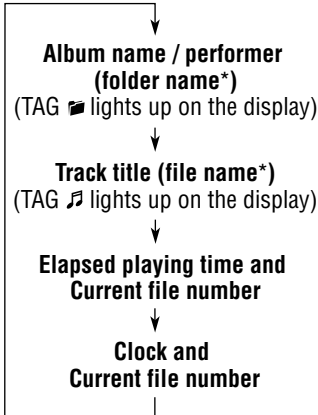 Album name / performer
(folder name*)
(TAG lights up on the display)
Track title (file name*)
(TAG lights up on the display)
Elapsed playing time and
Current file number
Clock and
Current file number